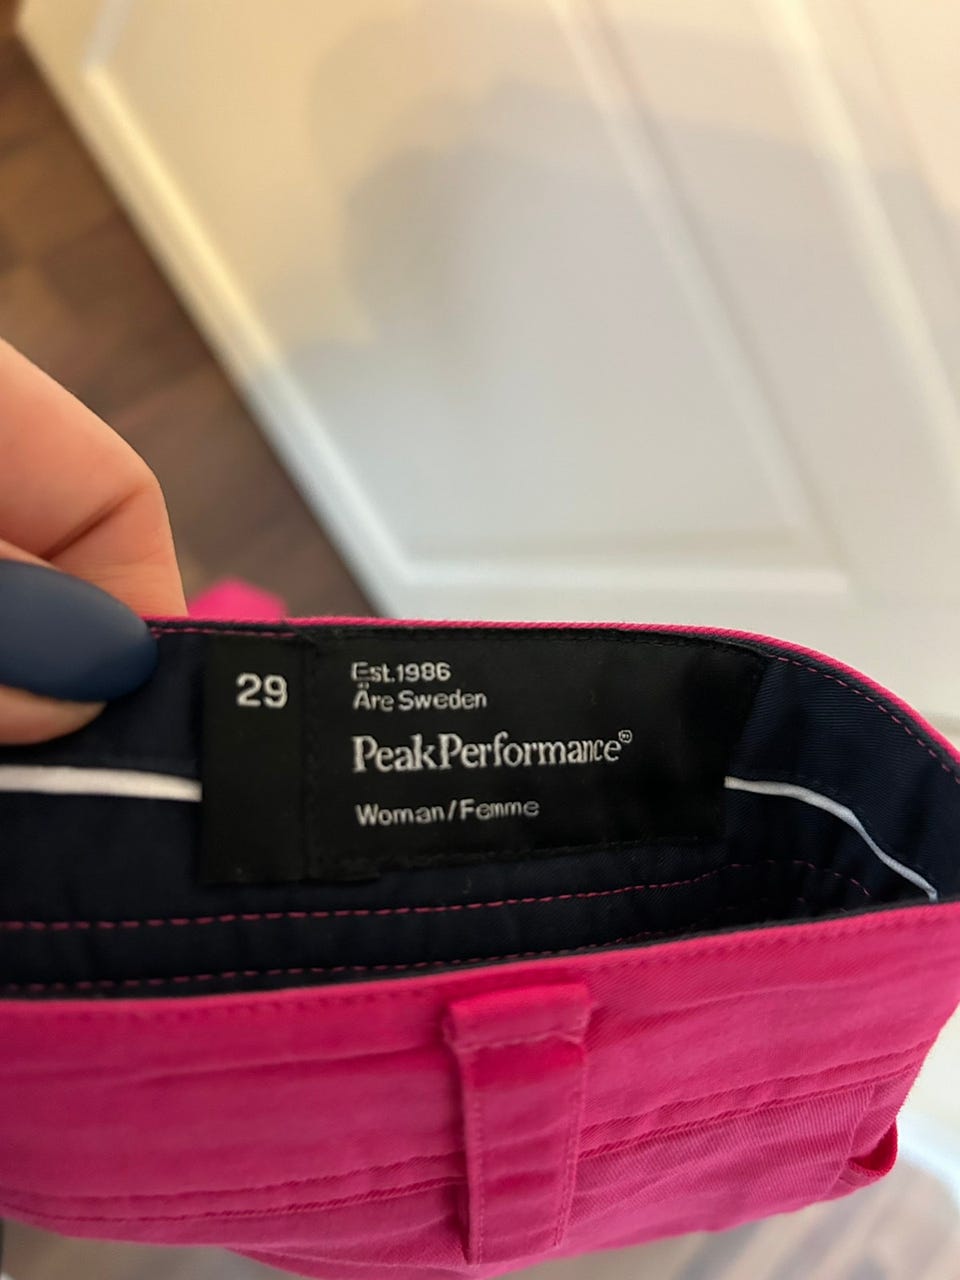 29
Est.1986
Åre Sweden
PeakPerformance®
Woman/Femme